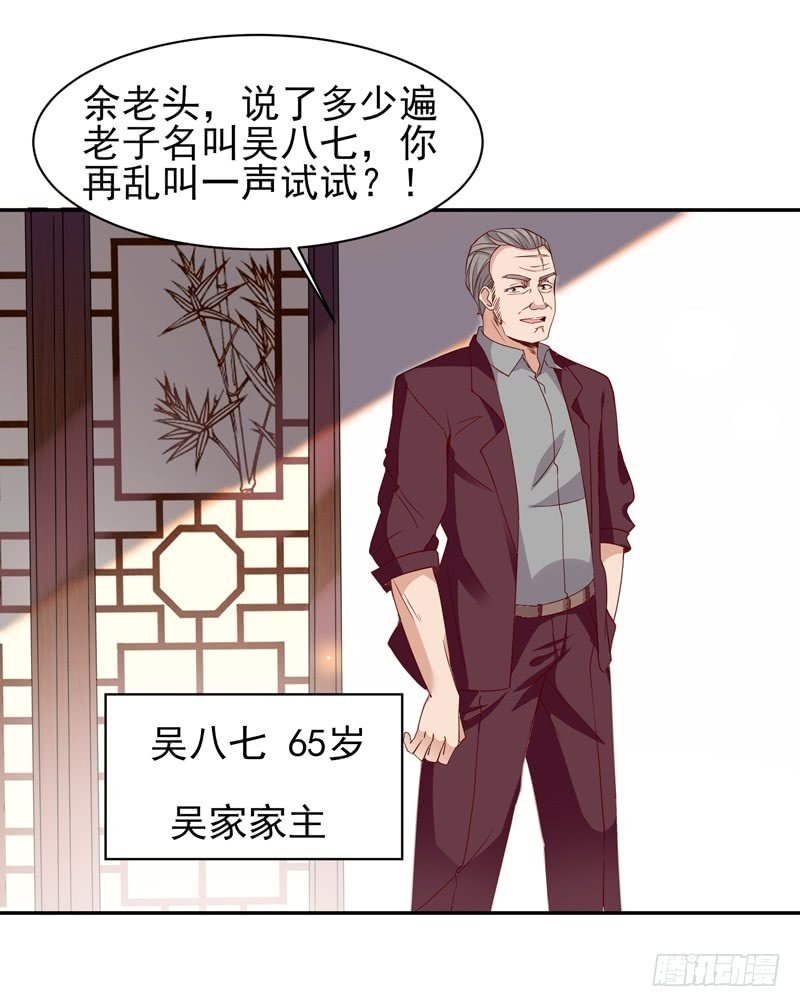 余老头，说了多少遍
老子名叫吴八七，你
再乱叫一声试试？！
吴八七 65岁
吴家家主
腾讯动漫